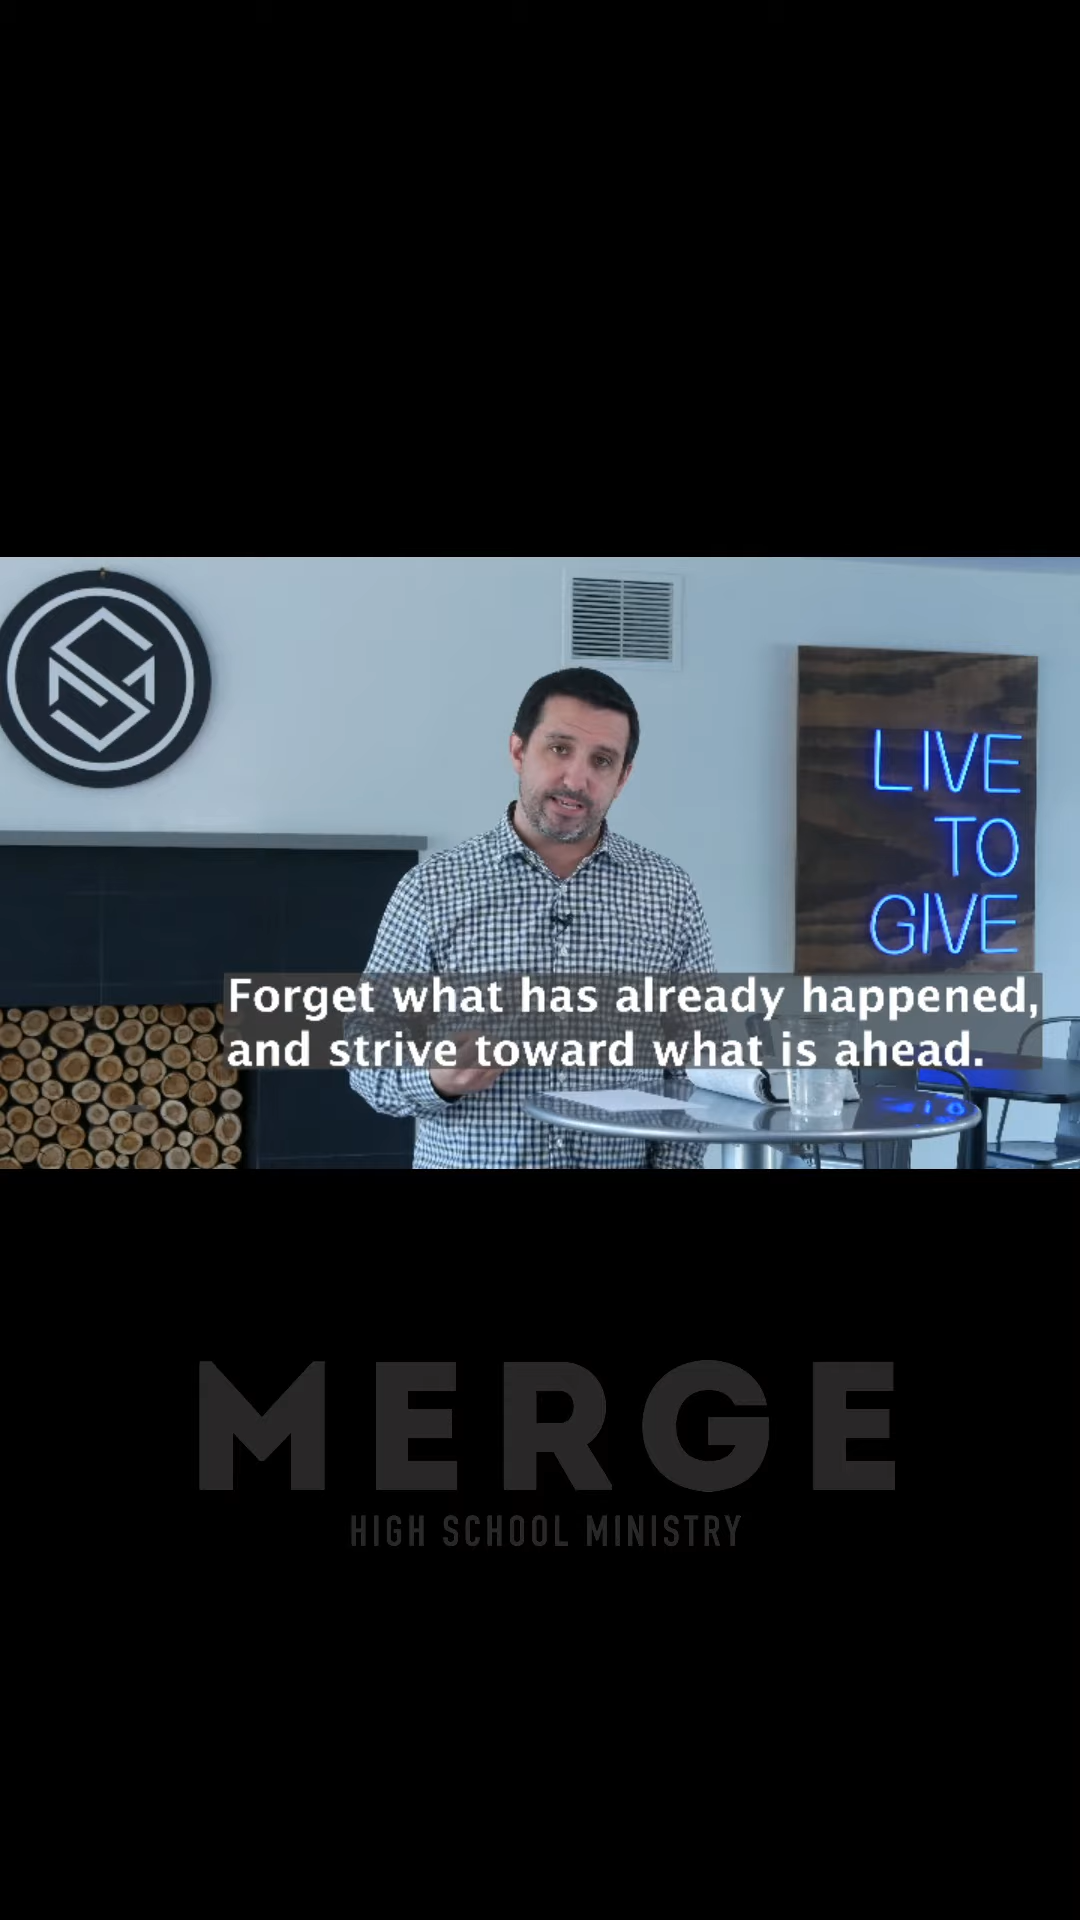 LIVE
TO
GIVE
Forget what has already happened,
and strive toward what is ahead.
MERGE
HIGH SCHOOL MINISTRY